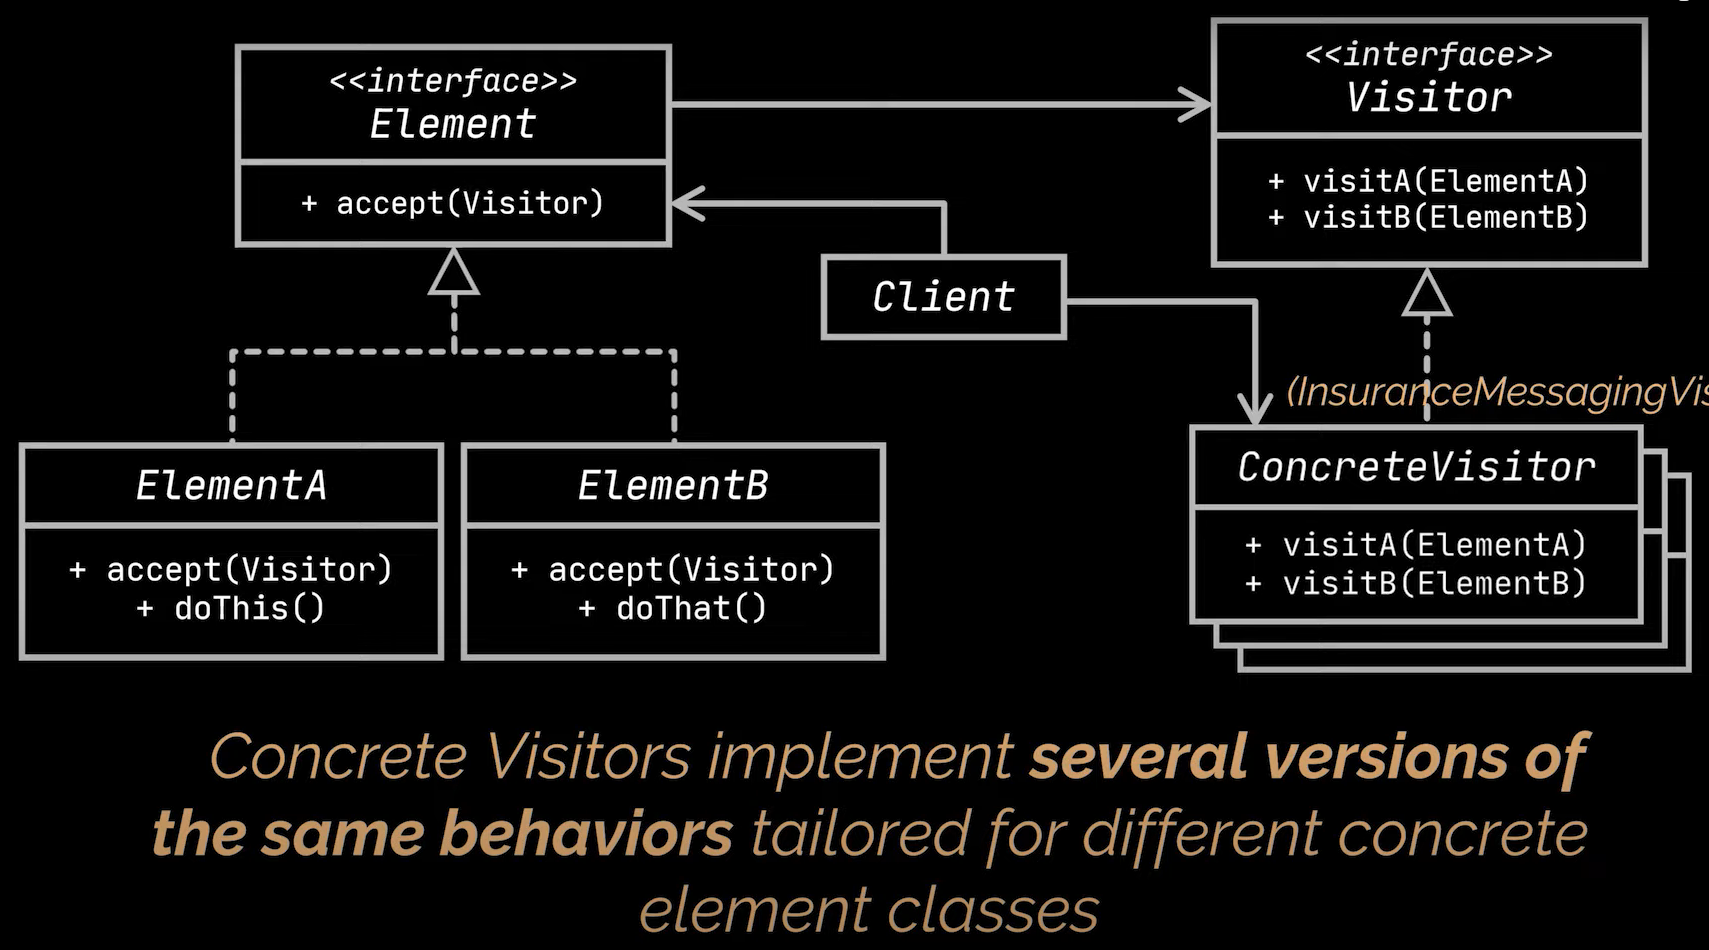 <<interface>>
Element
+ accept(Visitor)
<<interface>>
Visitor
+ visitA(ElementA)
+ visitB(ElementB)
Client
ElementA
+ accept(Visitor)
+ doThis()
ElementB
+ accept(Visitor)
+ doThat()
(InsuranceMessagingVis
ConcreteVisitor
+ visitA(ElementA)
+ visitB(ElementB)
Concrete Visitors implement several versions of
the same behaviors tailored for different concrete
element classes